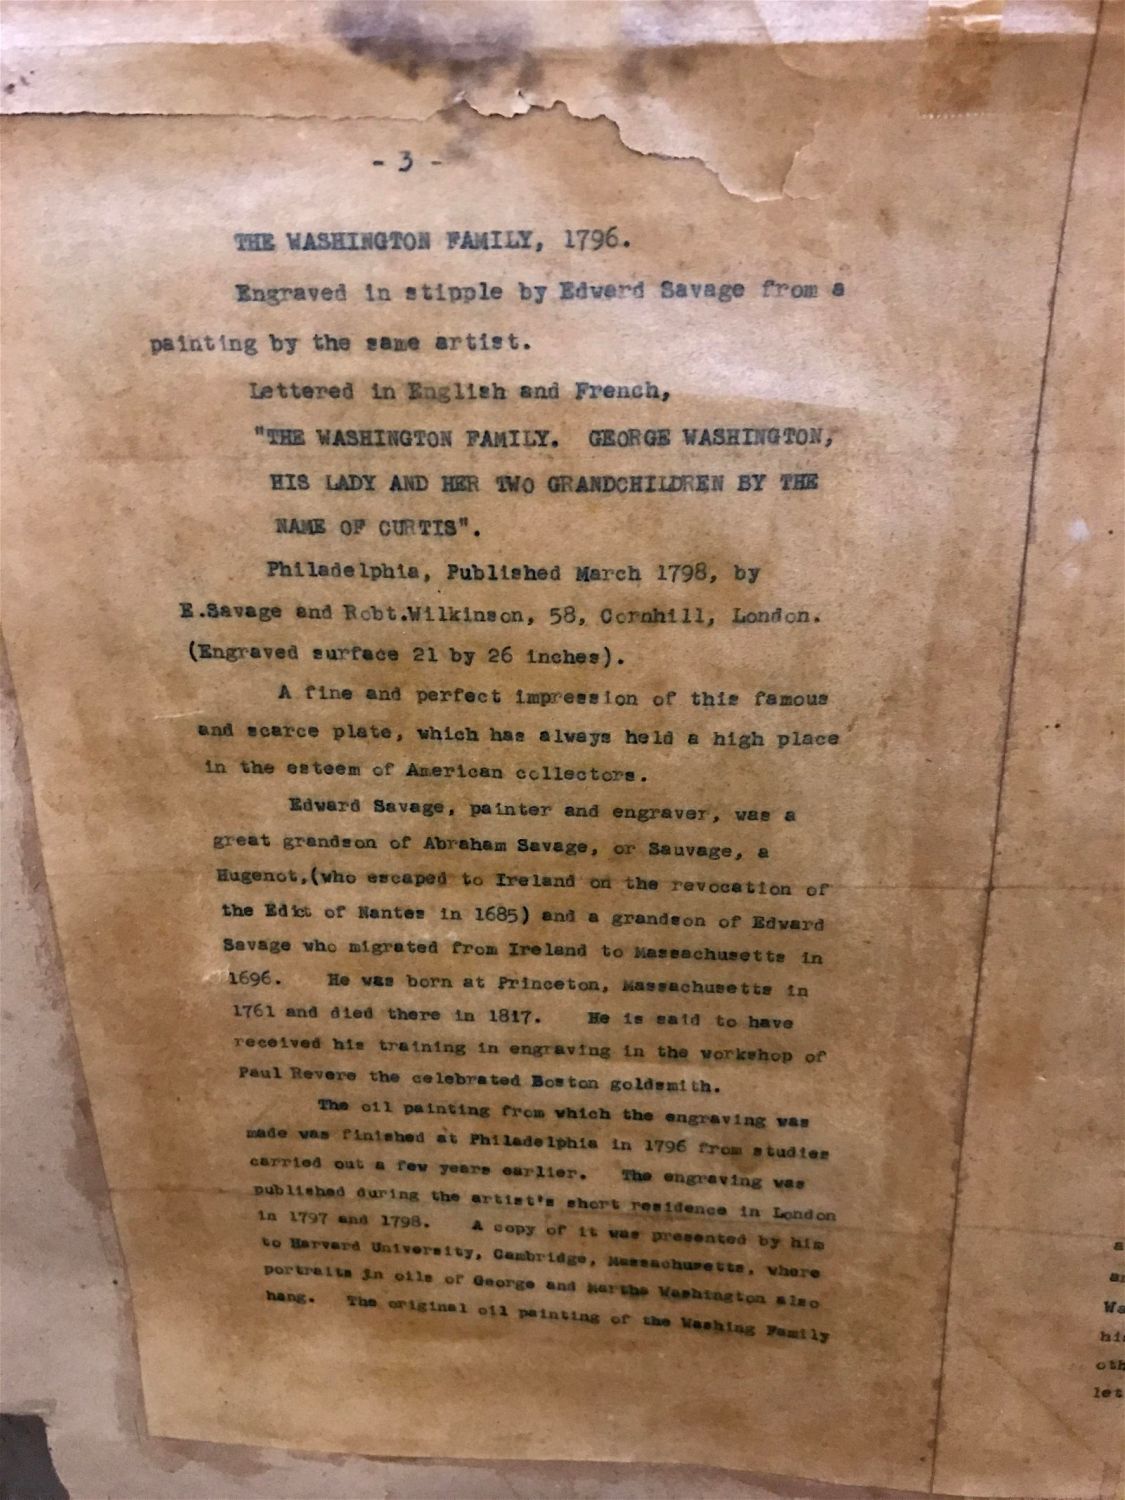 - 3 -
THE WASHINGTON FAMILY, 1796.
Engraved in stipple by Edward Savage from a
painting by the same artist.
Lettered in English and French,
"THE WASHINGTON FAMILY. GEORGE WASHINGTON,
HIS LADY AND HER TWO GRANDCHILDREN BY THE
NAME OF CURTIS".
Philadelphia, Published March 1798, by
E.Savage and Robt.Wilkinson, 58, Cornhill, London.
(Engraved surface 21 by 26 inches).
A fine and perfect impression of this famous
and scarce plate, which has always held a high place
in the esteem of American collectors.
Edward Savage, painter and engraver, was a
great grandson of Abraham Savage, or Sauvage, a
Hugenot,(who escaped to Ireland on the revocation of
the Edict of Nantes in 1685) and a grandson of Edward
Savage who migrated from Ireland to Massachusetts in
1696. He was born at Princeton, Massachusetts in
1761 and died there in 1817. He is said to have
received his training in engraving in the workshop of
Paul Revere the celebrated Boston goldsmith.
The oil painting from which the engraving was
made was finished at Philadelphia in 1796 from studies
carried out a few years earlier. The engraving was
published during the artist's short residence in London
in 1797 and 1798. A copy of it was presented by him
to Harvard University, Cambridge, Massachusetts, where
portraits in oils of George and Martha Washington also
hang. The original oil painting of the Washing Family